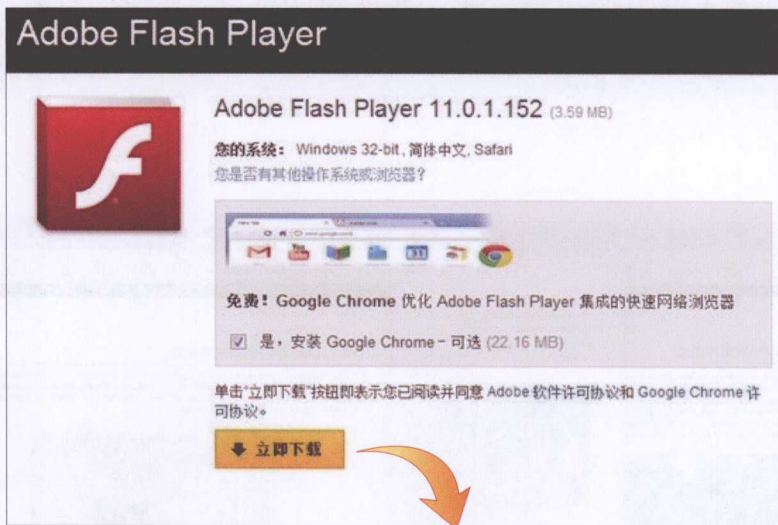 Adobe Flash Player
Adobe Flash Player 11.0.1.152 (3.59 MB)
您的系统： Windows 32-bit, 简体中文, Safari
您是否有其他操作系统或浏览器？
免费！Google Chrome 优化 Adobe Flash Player 集成的快速网络浏览器
是，安装 Google Chrome - 可选 (22.16 MB)
单击“立即下载”按钮即表示您已阅读并同意 Adobe 软件许可协议和 Google Chrome 许
可协议。
立即下载